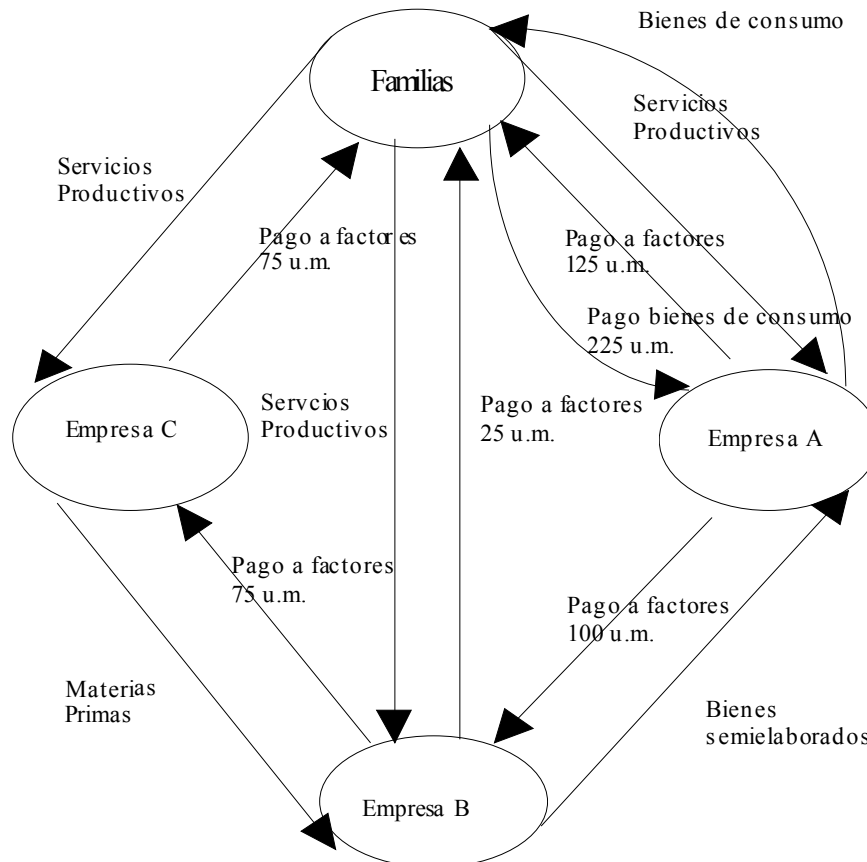 Bienes de consumo
Familias
Servicios
Productivos
Servicios
Productivos
Pago a factores
75 u.m.
Pago a factores
125 u.m.
Pago bienes de consumo
225 u.m.
Servcios
Productivos
Pago a factores
25 u.m.
Empresa C
Empresa A
Pago a factores
75 u.m.
Pago a factores
100 u.m.
Materias
Primas
Bienes
semielaborados
Empresa B